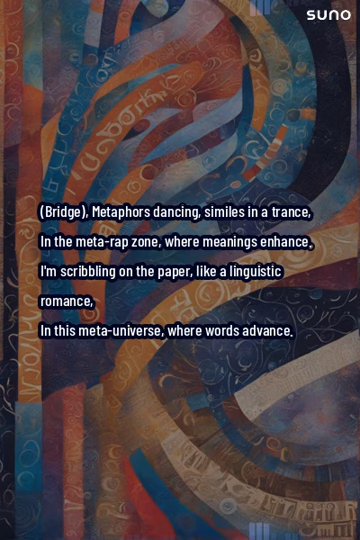 suno
(Bridge), Metaphors dancing, similes in a trance,
In the meta-rap zone, where meanings enhance.
I'm scribbling on the paper, like a linguistic
romance,
In this meta-universe, where words advance.